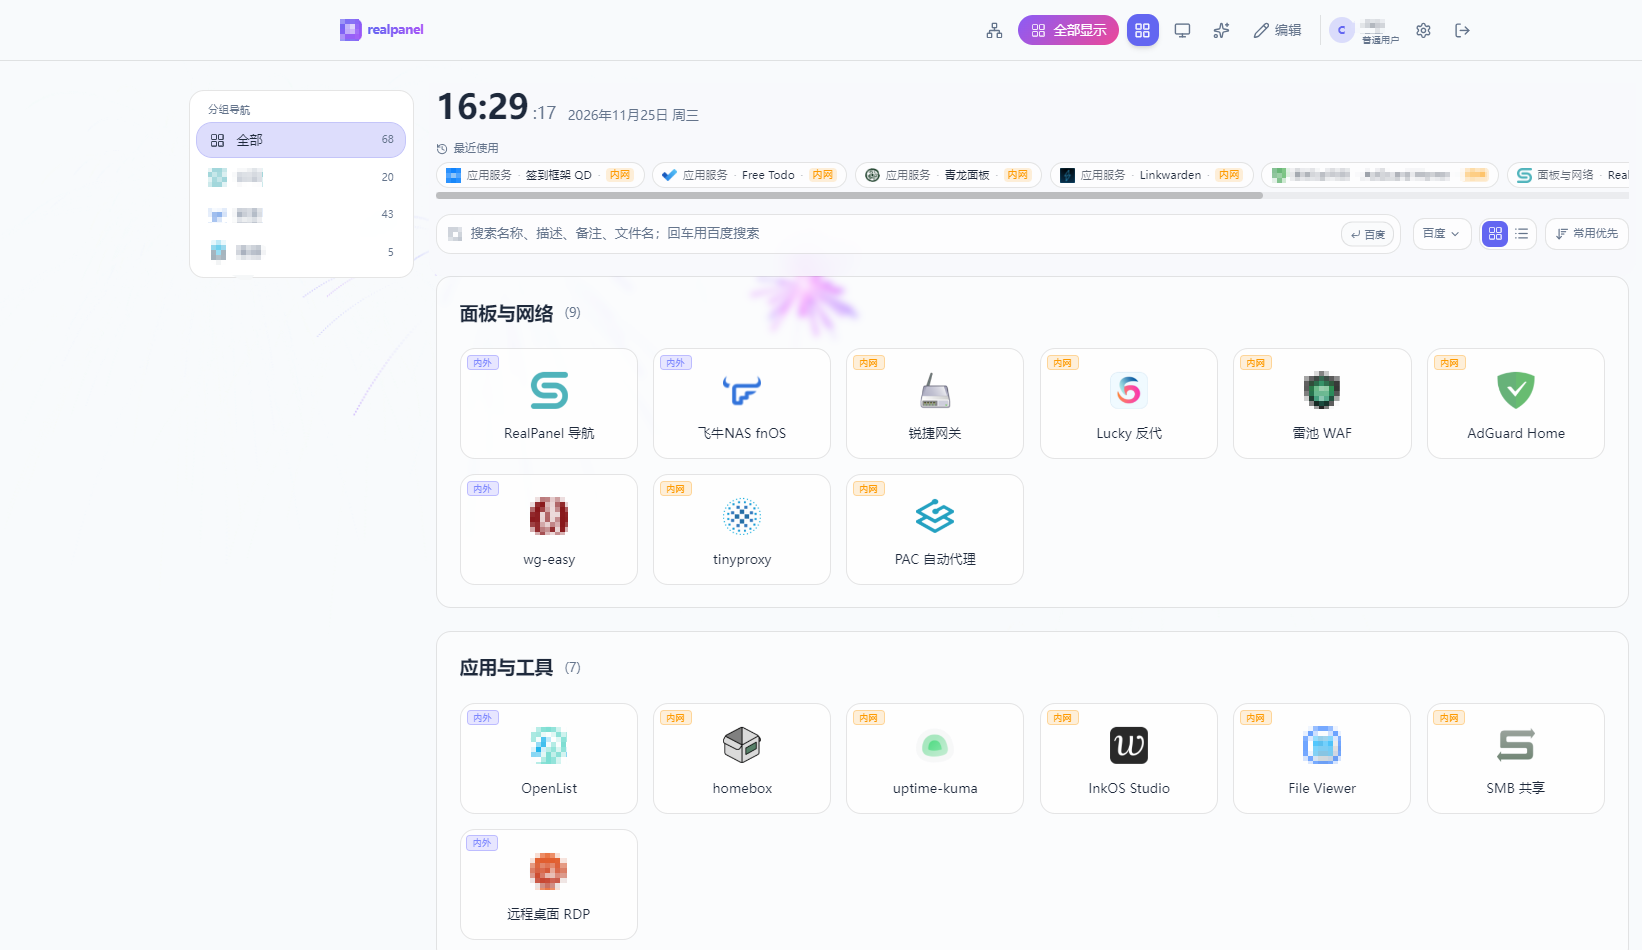 realpanel
全部显示
编辑
C
普通用户
分组导航
全部 68
20
43
5
16:29:17 2026年11月25日 周三
最近使用
应用服务 · 签到框架 QD · 内网
应用服务 · Free Todo · 内网
应用服务 · 青龙面板 · 内网
应用服务 · Linkwarden · 内网
面板与网络 · Real
搜索名称、描述、备注、文件名；回车用百度搜索
百度
百度
常用优先
面板与网络 (9)
内外
RealPanel 导航
内外
飞牛NAS fnOS
内网
锐捷网关
内网
Lucky 反代
内网
雷池 WAF
内网
AdGuard Home
内外
wg-easy
内网
tinyproxy
内网
PAC 自动代理
应用与工具 (7)
内外
OpenList
内网
homebox
内网
uptime-kuma
内网
InkOS Studio
内网
File Viewer
内网
SMB 共享
内外
远程桌面 RDP